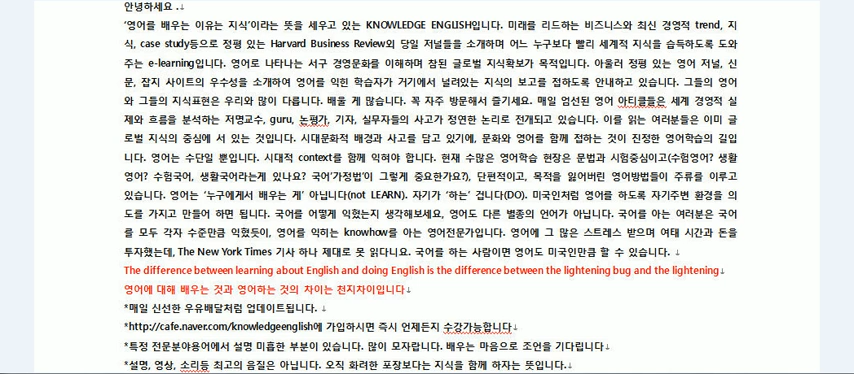 안녕하세요 .↓
‘영어를 배우는 이유는 지식’이라는 뜻을 세우고 있는 KNOWLEDGE ENGLISH입니다. 미래를 리드하는 비즈니스와 최신 경영적 trend, 지
식, case study등으로 정평 있는 Harvard Business Review외 당일 저널들을 소개하며 어느 누구보다 빨리 세계적 지식을 습득하도록 도와
주는 e-learning입니다. 영어로 나타나는 서구 경영문화를 이해하며 참된 글로벌 지식확보가 목적입니다. 아울러 정평 있는 영어 저널, 신
문, 잡지 사이트의 우수성을 소개하여 영어를 익힌 학습자가 거기에서 널려있는 지식의 보고를 접하도록 안내하고 있습니다. 그들의 영어
와 그들의 지식표현은 우리와 많이 다릅니다. 배울 게 많습니다. 꼭 자주 방문해서 즐기세요. 매일 엄선된 영어 아티클들은 세계 경영적 실
제와 흐름을 분석하는 저명교수, guru, 논평가, 기자, 실무자들의 사고가 정연한 논리로 전개되고 있습니다. 이를 읽는 여러분들은 이미 글
로벌 지식의 중심에 서 있는 것입니다. 시대문화적 배경과 사고를 담고 있기에, 문화와 영어를 함께 접하는 것이 진정한 영어학습의 길입
니다. 영어는 수단일 뿐입니다. 시대적 context를 함께 익혀야 합니다. 현재 수많은 영어학습 현장은 문법과 시험중심이고(수험영어? 생활
영어? 수험국어, 생활국어라는게 있나요? 국어‘가정법’이 그렇게 중요한가요?), 단편적이고, 목적을 잃어버린 영어방법들이 주류를 이루고
있습니다. 영어는 ‘누구에게서 배우는 게’ 아닙니다(not LEARN). 자기가 ‘하는’ 겁니다(DO). 미국인처럼 영어를 하도록 자기주변 환경을 의
도를 가지고 만들어 하면 됩니다. 국어를 어떻게 익혔는지 생각해보세요, 영어도 다른 별종의 언어가 아닙니다. 국어를 아는 여러분은 국어
를 모두 각자 수준만큼 익혔듯이, 영어를 익히는 knowhow를 아는 영어전문가입니다. 영어에 그 많은 스트레스 받으며 여태 시간과 돈을
투자했는데, The New York Times 기사 하나 제대로 못 읽다니요. 국어를 하는 사람이면 영어도 미국인만큼 할 수 있습니다. ↓
The difference between learning about English and doing English is the difference between the lightening bug and the lightening↓
영어에 대해 배우는 것과 영어하는 것의 차이는 천지차이입니다↓
*매일 신선한 우유배달처럼 업데이트됩니다. ↓
*http://cafe.naver.com/knowledgeenglish에 가입하시면 즉시 언제든지 수강가능합니다↓
*특정 전문분야용어에서 설명 미흡한 부분이 있습니다. 많이 모자랍니다. 배우는 마음으로 조언을 기다립니다↓
*설명, 영상, 소리등 최고의 음질은 아닙니다. 오직 화려한 포장보다는 지식을 함께 하자는 뜻입니다.↓